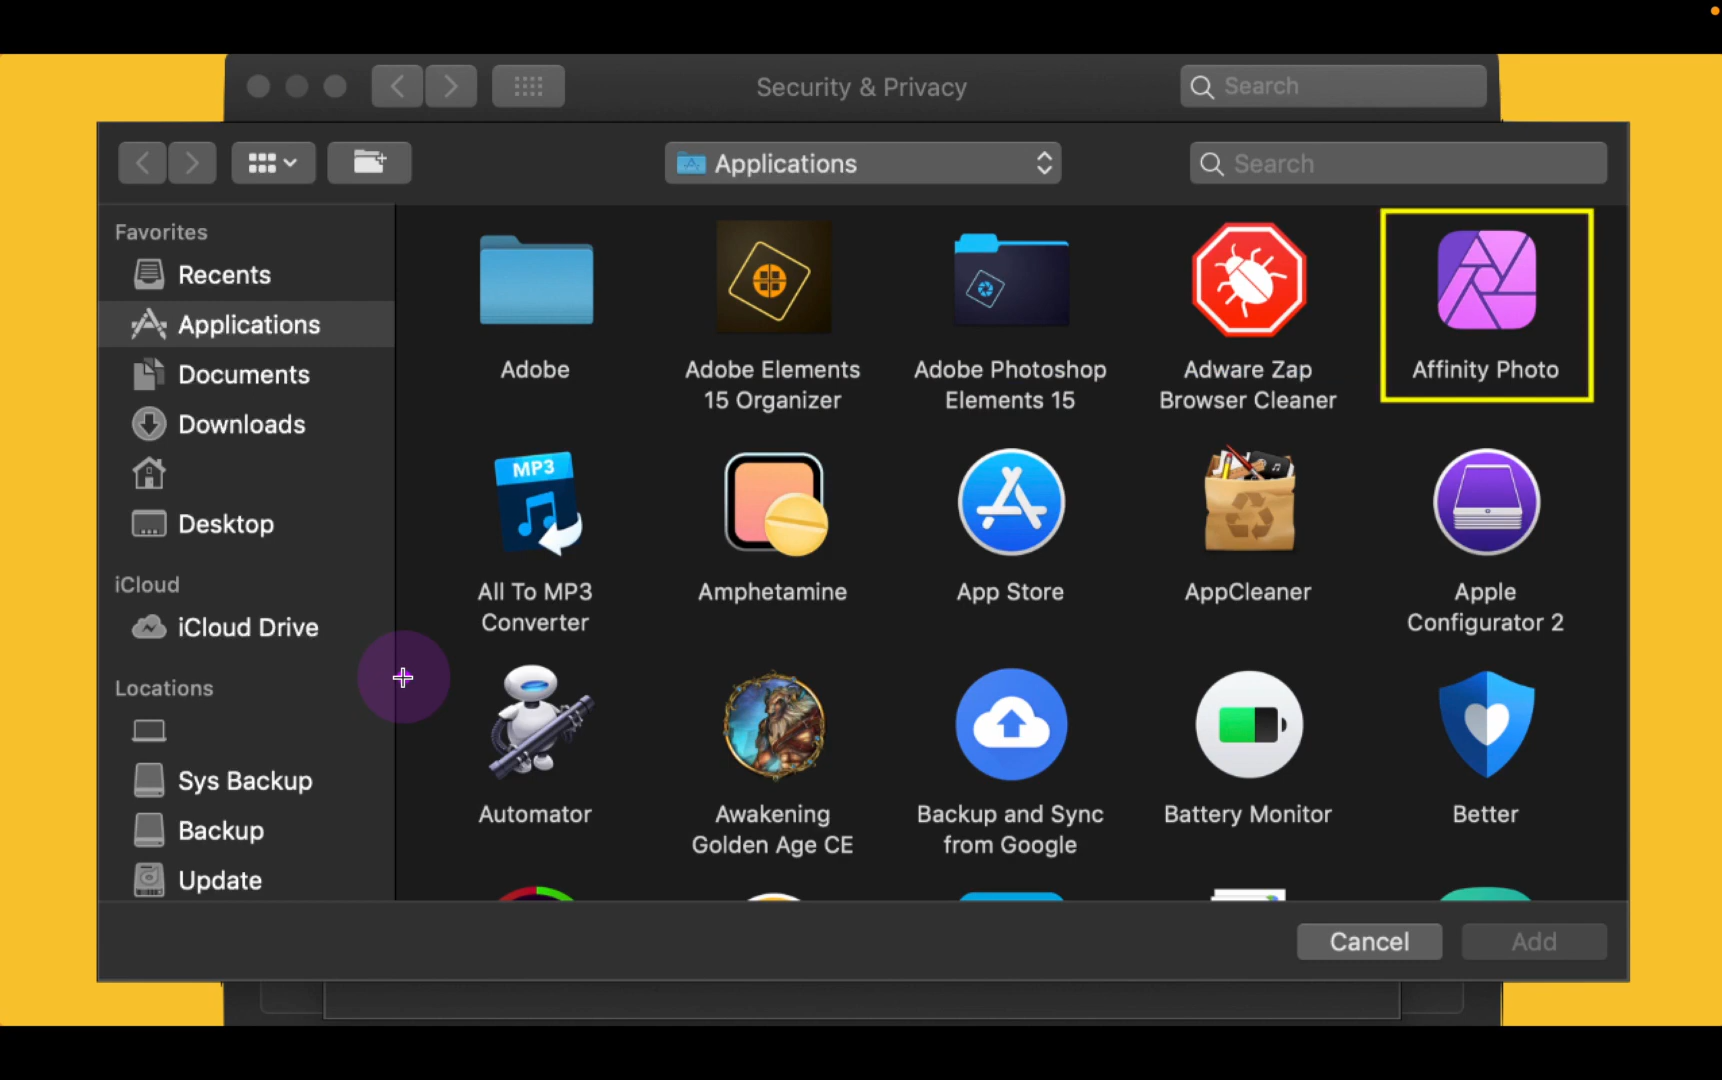 Security & Privacy
Search
Applications
Search
Favorites
Recents
Applications
Documents
Downloads
Desktop
iCloud
iCloud Drive
Locations
Sys Backup
Backup
Update
Adobe
Adobe Elements
15 Organizer
Adobe Photoshop
Elements 15
Adware Zap
Browser Cleaner
Affinity Photo
MP3
All To MP3
Converter
Amphetamine
App Store
AppCleaner
Apple
Configurator 2
Automator
Awakening
Golden Age CE
Backup and Sync
from Google
Battery Monitor
Better
Cancel
Add